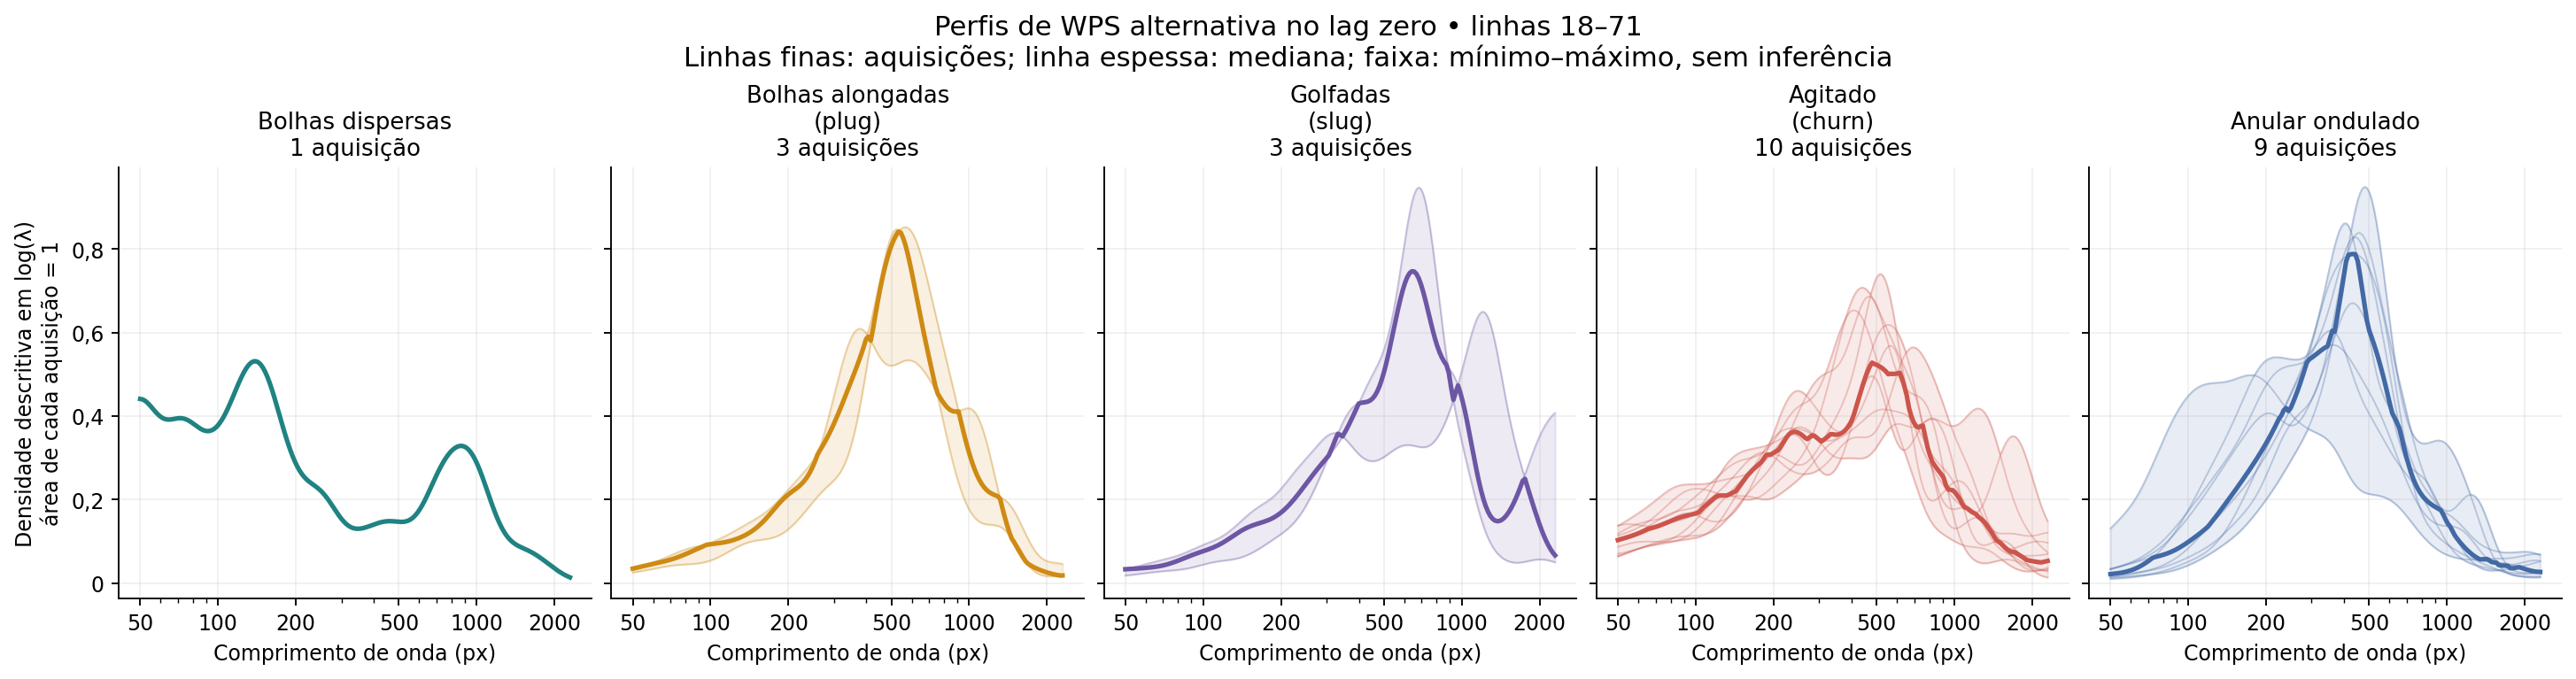 Perfis de WPS alternativa no lag zero • linhas 18–71
Linhas finas: aquisições; linha espessa: mediana; faixa: mínimo–máximo, sem inferência
Bolhas dispersas
1 aquisição
Bolhas alongadas
(plug)
3 aquisições
Golfadas
(slug)
3 aquisições
Agitado
(churn)
10 aquisições
Anular ondulado
9 aquisições
Densidade descritiva em log(λ)
área de cada aquisição = 1
0,8
0,6
0,4
0,2
0
50 100 200 500 1000 2000
Comprimento de onda (px)
50 100 200 500 1000 2000
Comprimento de onda (px)
50 100 200 500 1000 2000
Comprimento de onda (px)
50 100 200 500 1000 2000
Comprimento de onda (px)
50 100 200 500 1000 2000
Comprimento de onda (px)